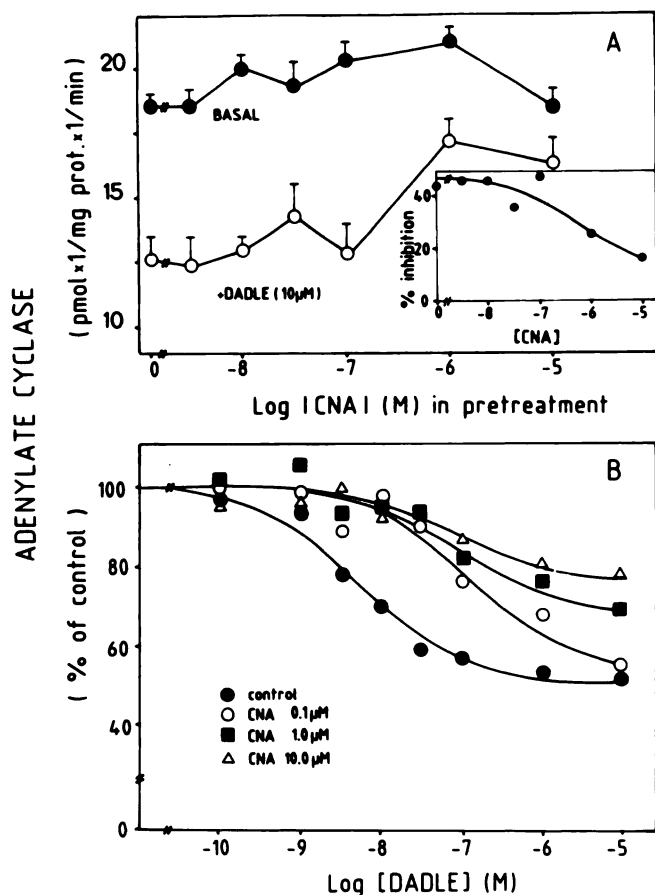 A
20
15
10
BASAL
+DADLE (10μM)
% inhibition
40
20
0
0 -8 -7 -6 -5
[CNA]
0 -8 -7 -6 -5
Log |CNA| (M) in pretreatment
ADENYLATE CYCLASE
(pmol x1/mg prot. x1/min)
B
(% of control)
100
80
60
40
0
control
CNA 0.1μM
CNA 1.0μM
CNA 10.0μM
-10 -9 -8 -7 -6 -5
Log [DADLE] (M)